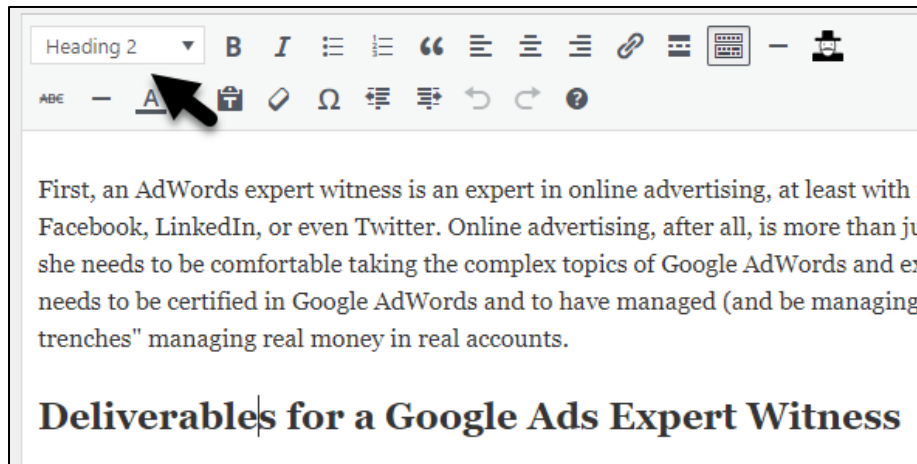 Heading 2
B I
ABC A T Ω ?
First, an AdWords expert witness is an expert in online advertising, at least with
Facebook, LinkedIn, or even Twitter. Online advertising, after all, is more than ju
she needs to be comfortable taking the complex topics of Google AdWords and ex
needs to be certified in Google AdWords and to have managed (and be managing
trenches" managing real money in real accounts.
Deliverables for a Google Ads Expert Witness